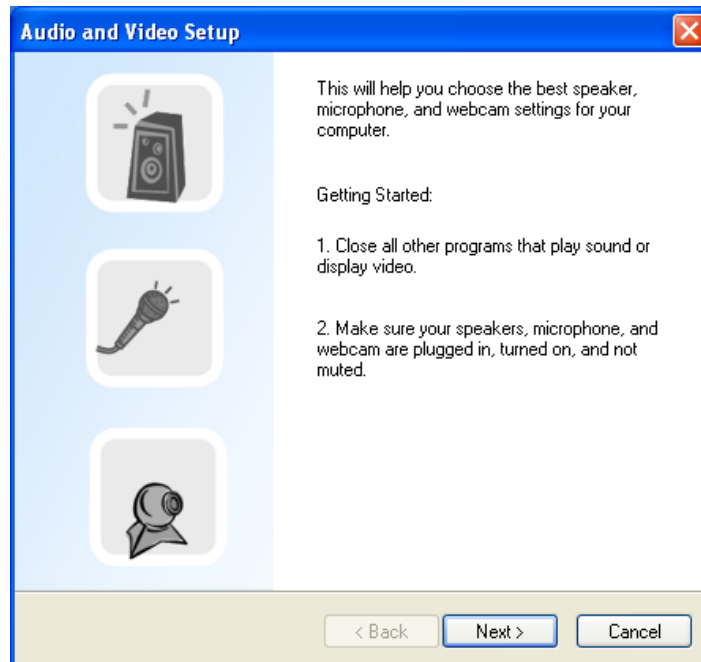 Audio and Video Setup
This will help you choose the best speaker,
microphone, and webcam settings for your
computer.
Getting Started:
1. Close all other programs that play sound or
display video.
2. Make sure your speakers, microphone, and
webcam are plugged in, turned on, and not
muted.
< Back Next > Cancel